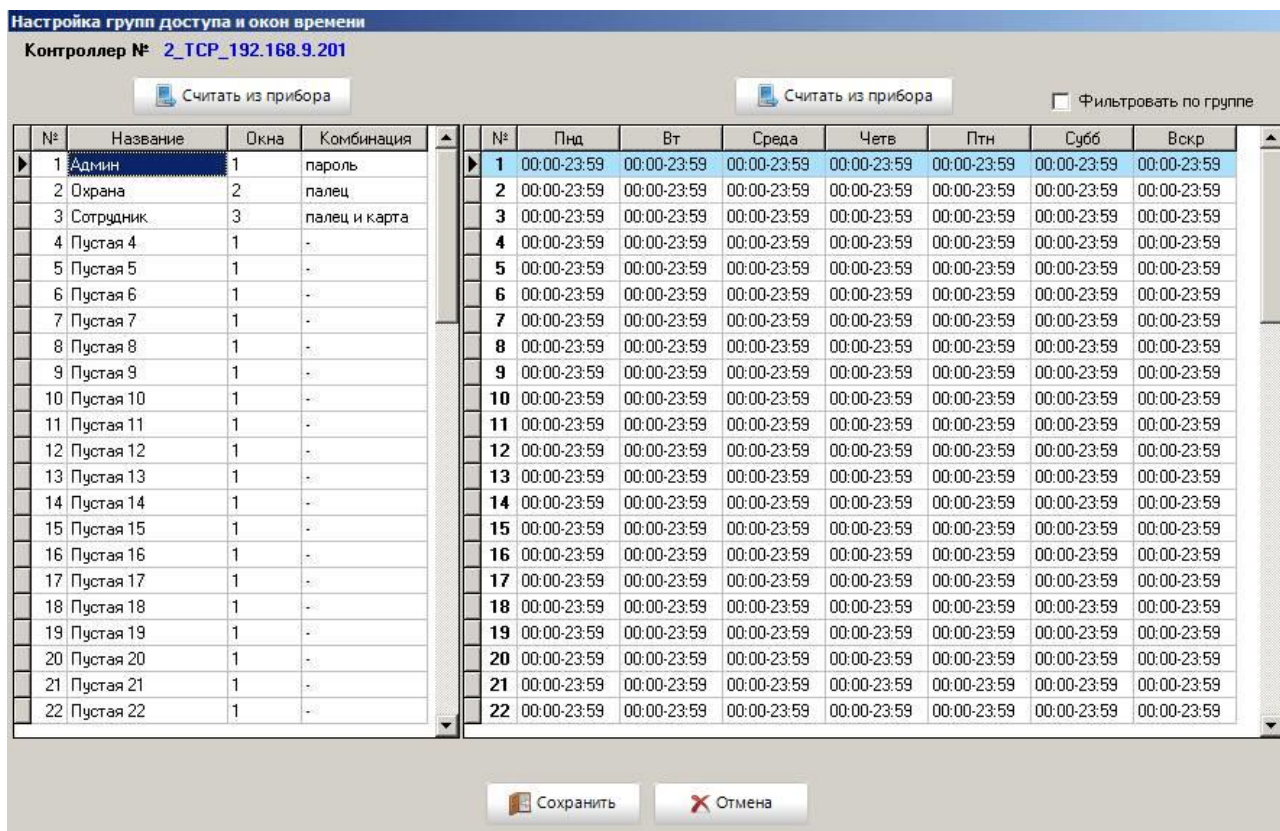 Настройка групп доступа и окон времени
Контроллер № 2_TCP_192.168.9.201
Считать из прибора Считать из прибора Фильтровать по группе
№ Название Окна Комбинация № Пнд Вт Среда Четв Птн Субб Вскр
1 Админ 1 пароль 1 00:00-23:59 00:00-23:59 00:00-23:59 00:00-23:59 00:00-23:59 00:00-23:59 00:00-23:59
2 Охрана 2 палец 2 00:00-23:59 00:00-23:59 00:00-23:59 00:00-23:59 00:00-23:59 00:00-23:59 00:00-23:59
3 Сотрудник 3 палец и карта 3 00:00-23:59 00:00-23:59 00:00-23:59 00:00-23:59 00:00-23:59 00:00-23:59 00:00-23:59
4 Пустая 4 1 - 4 00:00-23:59 00:00-23:59 00:00-23:59 00:00-23:59 00:00-23:59 00:00-23:59 00:00-23:59
5 Пустая 5 1 - 5 00:00-23:59 00:00-23:59 00:00-23:59 00:00-23:59 00:00-23:59 00:00-23:59 00:00-23:59
6 Пустая 6 1 - 6 00:00-23:59 00:00-23:59 00:00-23:59 00:00-23:59 00:00-23:59 00:00-23:59 00:00-23:59
7 Пустая 7 1 - 7 00:00-23:59 00:00-23:59 00:00-23:59 00:00-23:59 00:00-23:59 00:00-23:59 00:00-23:59
8 Пустая 8 1 - 8 00:00-23:59 00:00-23:59 00:00-23:59 00:00-23:59 00:00-23:59 00:00-23:59 00:00-23:59
9 Пустая 9 1 - 9 00:00-23:59 00:00-23:59 00:00-23:59 00:00-23:59 00:00-23:59 00:00-23:59 00:00-23:59
10 Пустая 10 1 - 10 00:00-23:59 00:00-23:59 00:00-23:59 00:00-23:59 00:00-23:59 00:00-23:59 00:00-23:59
11 Пустая 11 1 - 11 00:00-23:59 00:00-23:59 00:00-23:59 00:00-23:59 00:00-23:59 00:00-23:59 00:00-23:59
12 Пустая 12 1 - 12 00:00-23:59 00:00-23:59 00:00-23:59 00:00-23:59 00:00-23:59 00:00-23:59 00:00-23:59
13 Пустая 13 1 - 13 00:00-23:59 00:00-23:59 00:00-23:59 00:00-23:59 00:00-23:59 00:00-23:59 00:00-23:59
14 Пустая 14 1 - 14 00:00-23:59 00:00-23:59 00:00-23:59 00:00-23:59 00:00-23:59 00:00-23:59 00:00-23:59
15 Пустая 15 1 - 15 00:00-23:59 00:00-23:59 00:00-23:59 00:00-23:59 00:00-23:59 00:00-23:59 00:00-23:59
16 Пустая 16 1 - 16 00:00-23:59 00:00-23:59 00:00-23:59 00:00-23:59 00:00-23:59 00:00-23:59 00:00-23:59
17 Пустая 17 1 - 17 00:00-23:59 00:00-23:59 00:00-23:59 00:00-23:59 00:00-23:59 00:00-23:59 00:00-23:59
18 Пустая 18 1 - 18 00:00-23:59 00:00-23:59 00:00-23:59 00:00-23:59 00:00-23:59 00:00-23:59 00:00-23:59
19 Пустая 19 1 - 19 00:00-23:59 00:00-23:59 00:00-23:59 00:00-23:59 00:00-23:59 00:00-23:59 00:00-23:59
20 Пустая 20 1 - 20 00:00-23:59 00:00-23:59 00:00-23:59 00:00-23:59 00:00-23:59 00:00-23:59 00:00-23:59
21 Пустая 21 1 - 21 00:00-23:59 00:00-23:59 00:00-23:59 00:00-23:59 00:00-23:59 00:00-23:59 00:00-23:59
22 Пустая 22 1 - 22 00:00-23:59 00:00-23:59 00:00-23:59 00:00-23:59 00:00-23:59 00:00-23:59 00:00-23:59
Сохранить Отмена